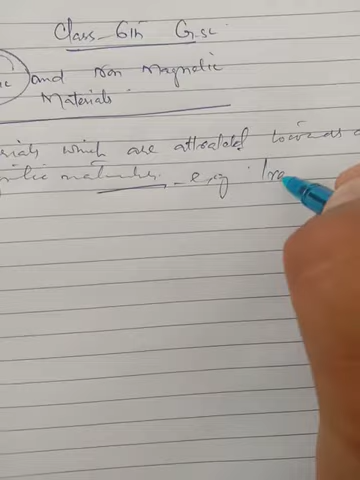 Class-6th G.Sc.
and Non Magnetic
Materials
which are attracted towards
e.g. Iro